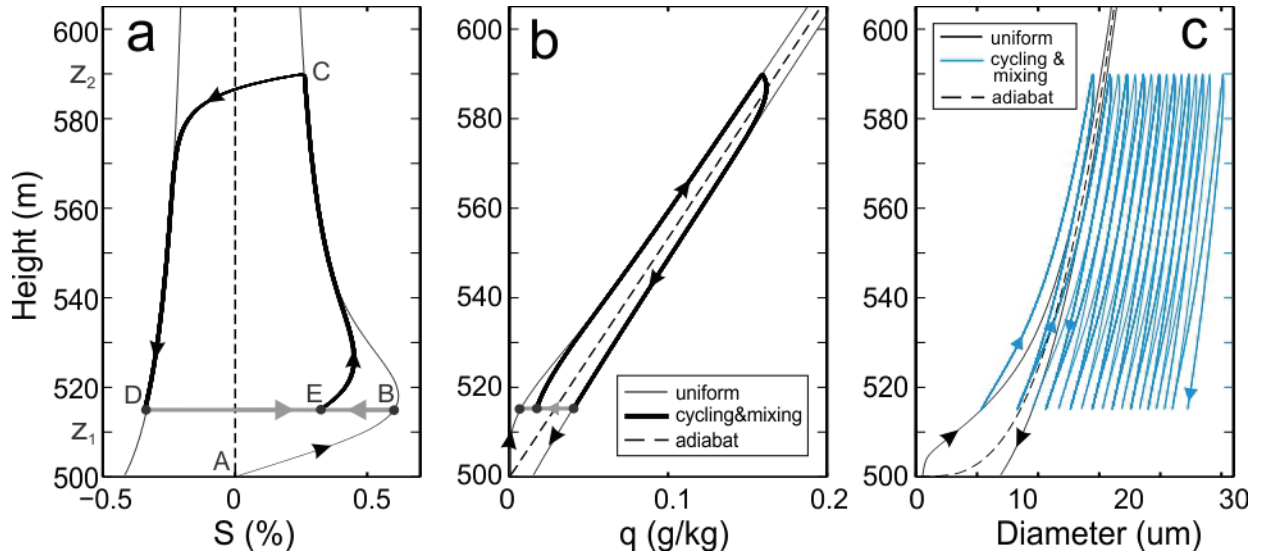 a
600
z2
580
560
540
520
z1
500
C
D
E
B
A
−0.5
0
0.5
S (%)
Height (m)
b
600
580
560
540
520
500
uniform
cycling&mixing
adiabat
0
0.1
0.2
q (g/kg)
c
uniform
cycling &
mixing
adiabat
600
580
560
540
520
500
0
10
20
30
Diameter (um)